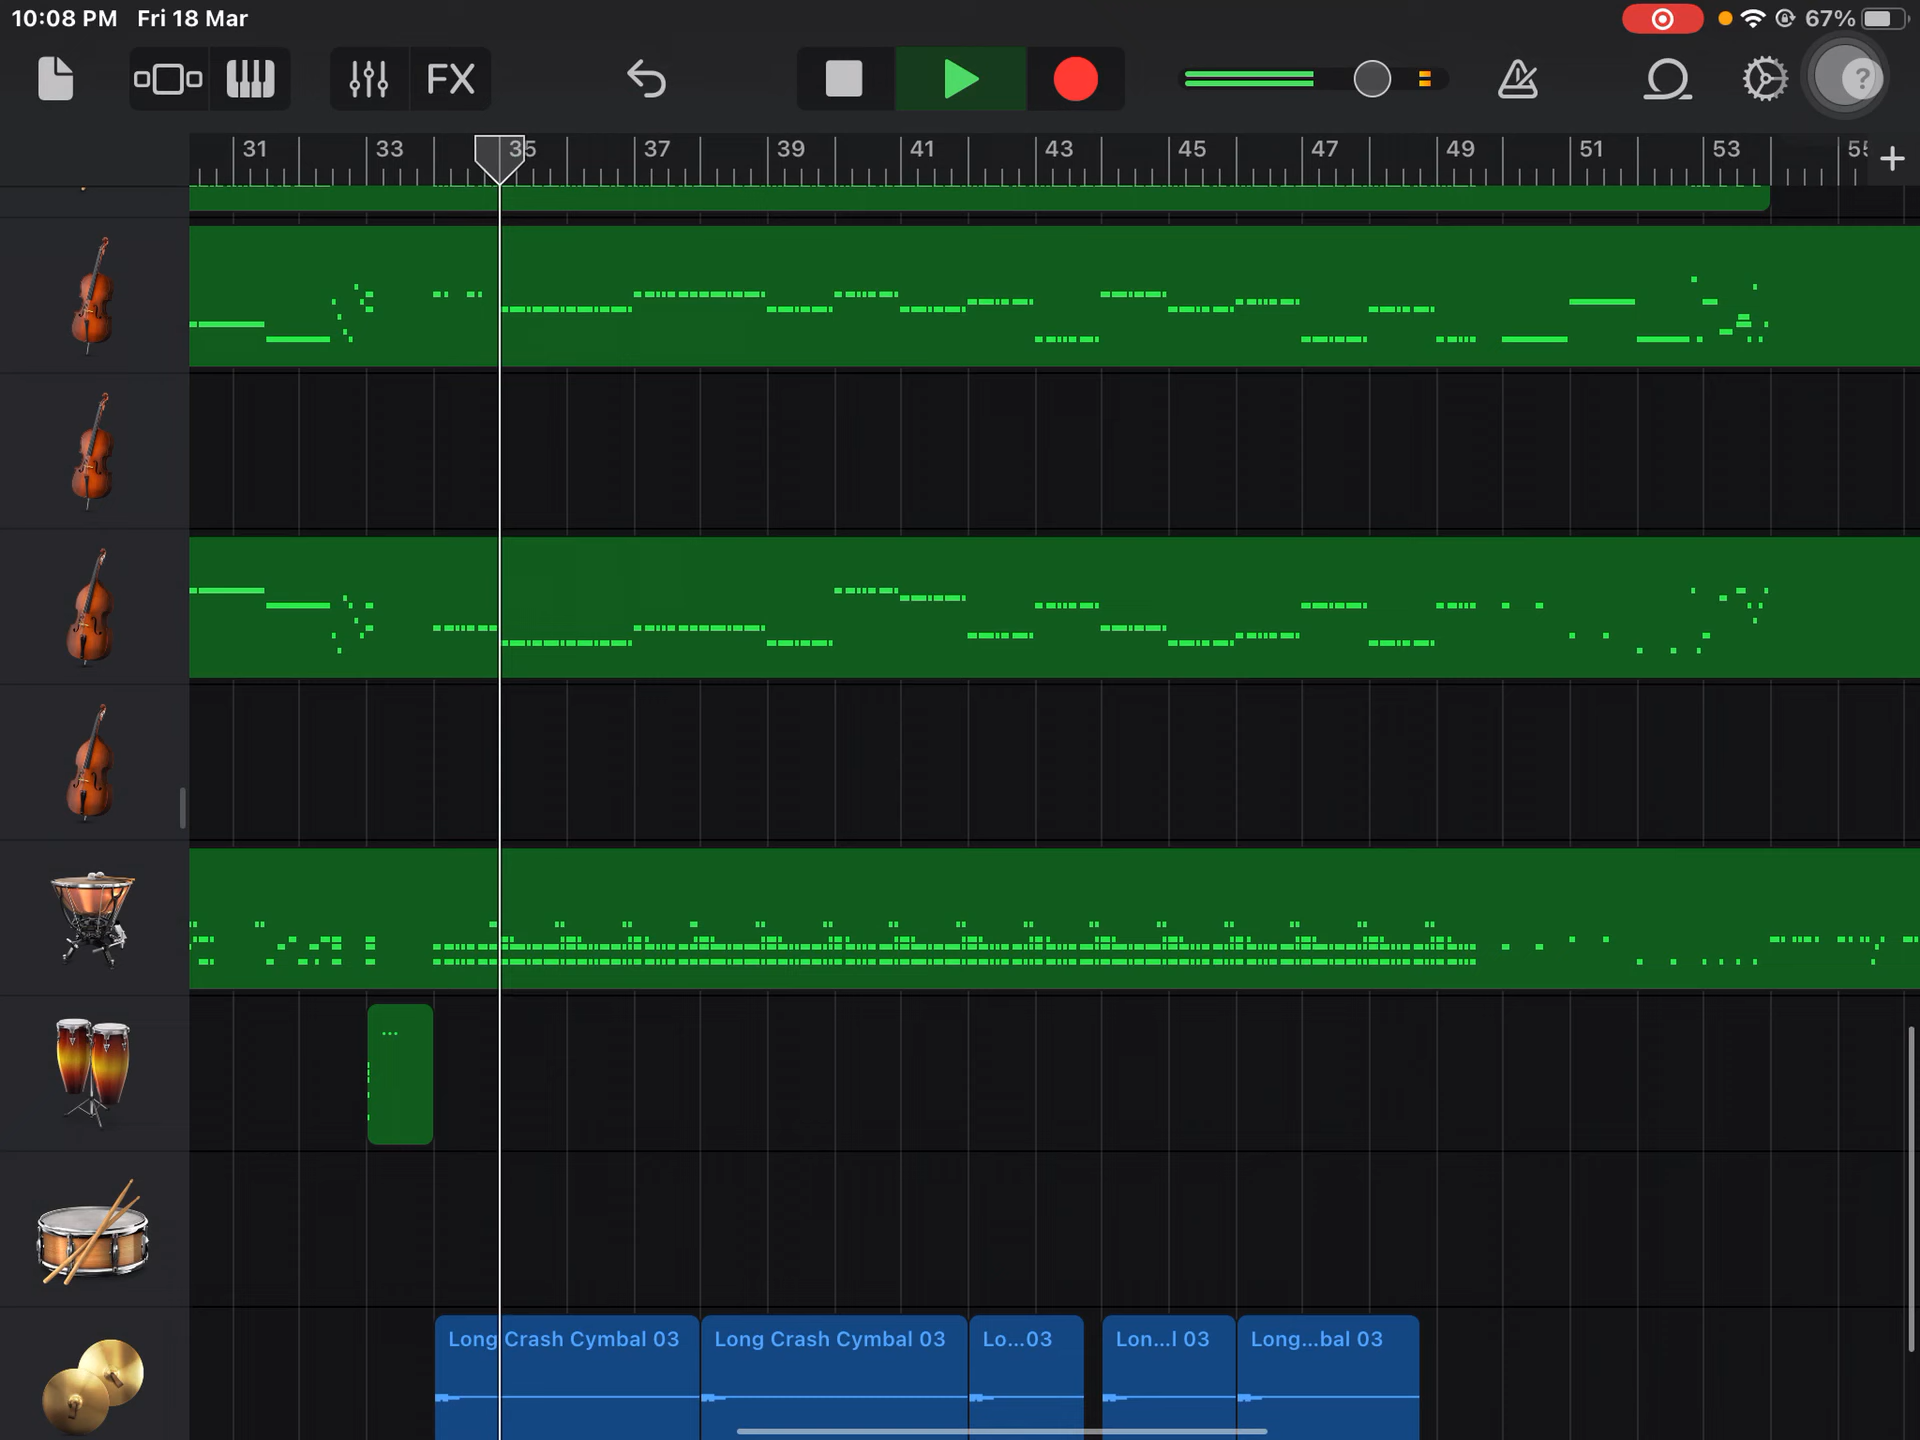 10:08 PM Fri 18 Mar 67%
FX ?
31 33 35 37 39 41 43 45 47 49 51 53 55 +
Long Crash Cymbal 03 Long Crash Cymbal 03 Lo...03 Lon...l 03 Long...bal 03